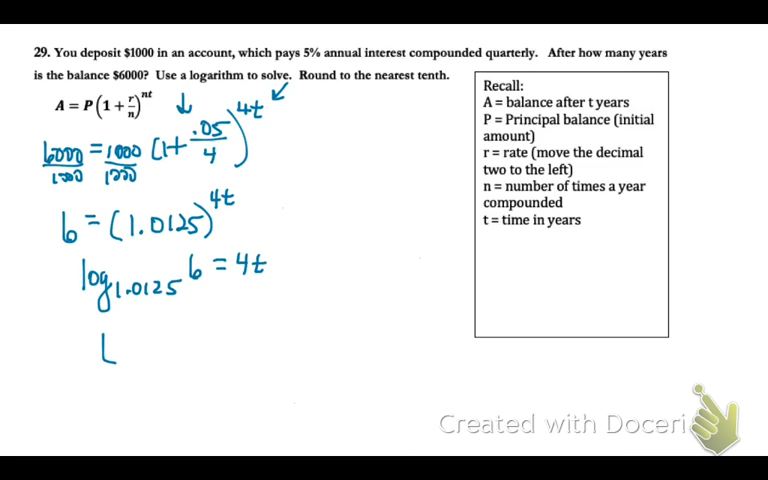 29. You deposit $1000 in an account, which pays 5% annual interest compounded quarterly. After how many years
is the balance $6000? Use a logarithm to solve. Round to the nearest tenth.
A = P(1 + r/n)^nt
6000/1000 = 1000/1000 (1 + .05/4)^4t
6 = (1.0125)^4t
log_1.0125 6 = 4t
Recall:
A = balance after t years
P = Principal balance (initial
amount)
r = rate (move the decimal
two to the left)
n = number of times a year
compounded
t = time in years
Created with Doceri